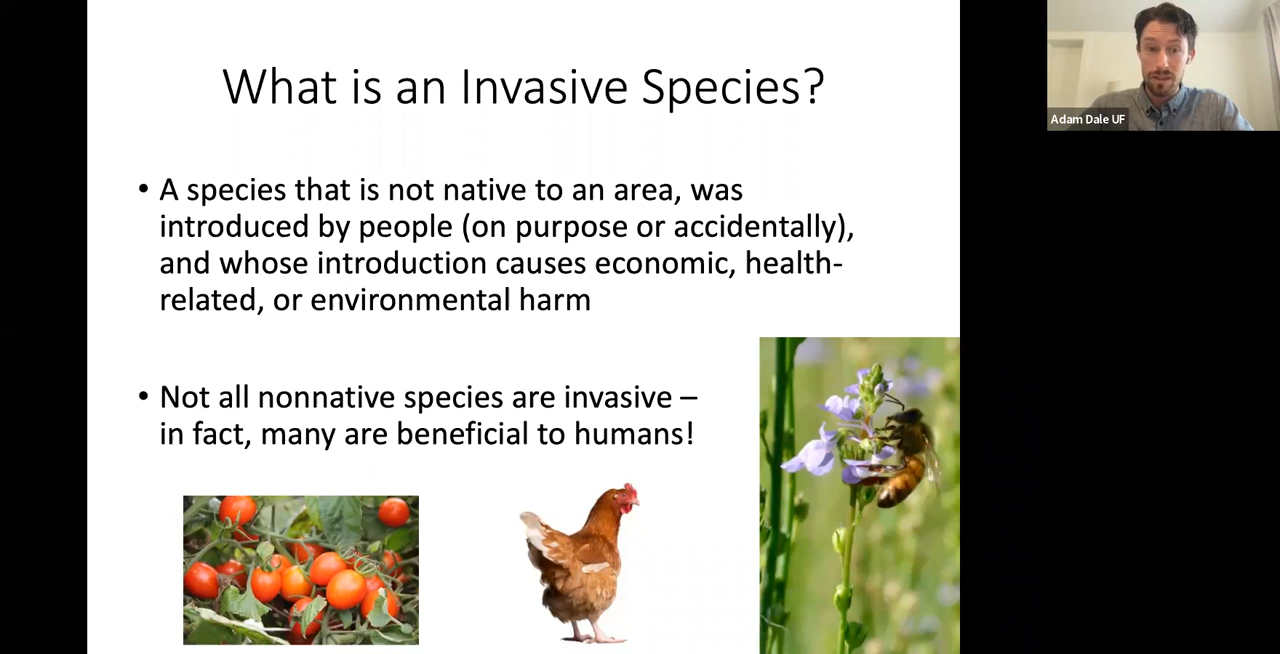 What is an Invasive Species?
Adam Dale UF
• A species that is not native to an area, was
introduced by people (on purpose or accidentally),
and whose introduction causes economic, health-
related, or environmental harm
• Not all nonnative species are invasive –
in fact, many are beneficial to humans!